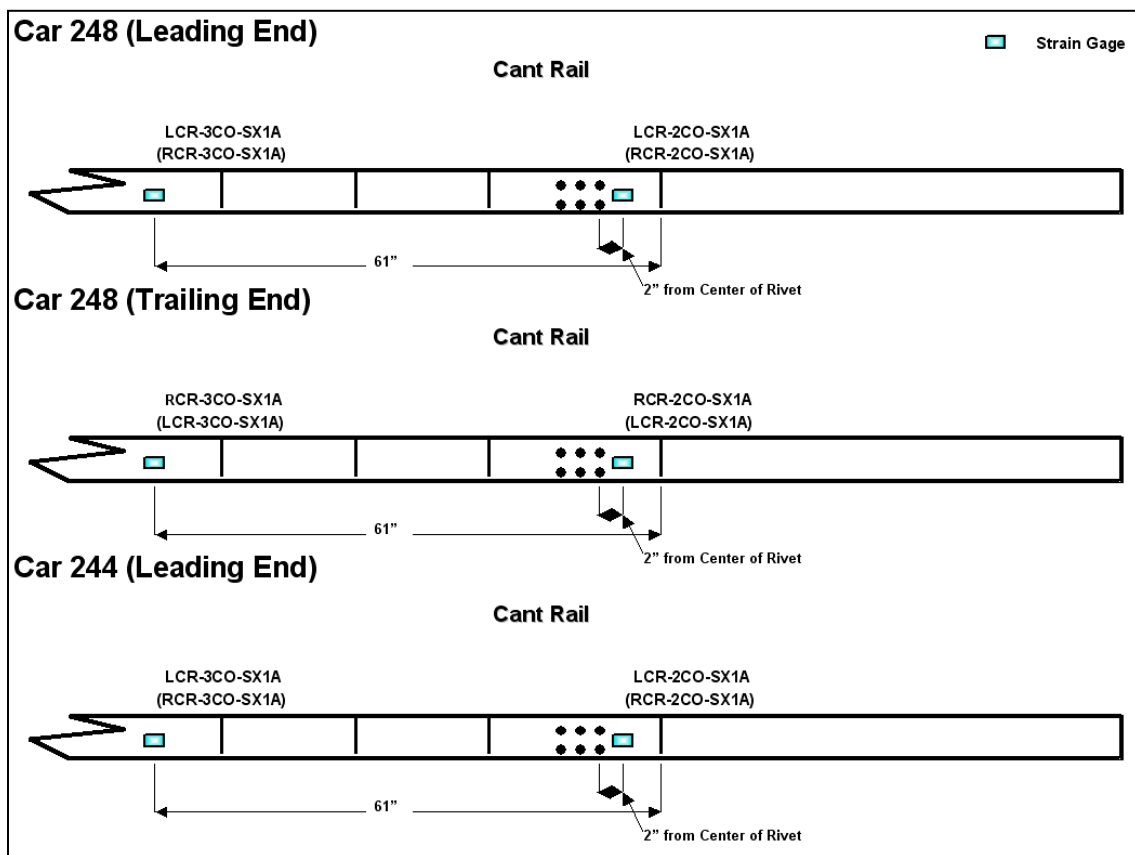 Car 248 (Leading End)
Strain Gage
Cant Rail
LCR-3CO-SX1A
(RCR-3CO-SX1A)
LCR-2CO-SX1A
(RCR-2CO-SX1A)
61”
2” from Center of Rivet
Car 248 (Trailing End)
Cant Rail
RCR-3CO-SX1A
(LCR-3CO-SX1A)
RCR-2CO-SX1A
(LCR-2CO-SX1A)
61”
2” from Center of Rivet
Car 244 (Leading End)
Cant Rail
LCR-3CO-SX1A
(RCR-3CO-SX1A)
LCR-2CO-SX1A
(RCR-2CO-SX1A)
61”
2” from Center of Rivet